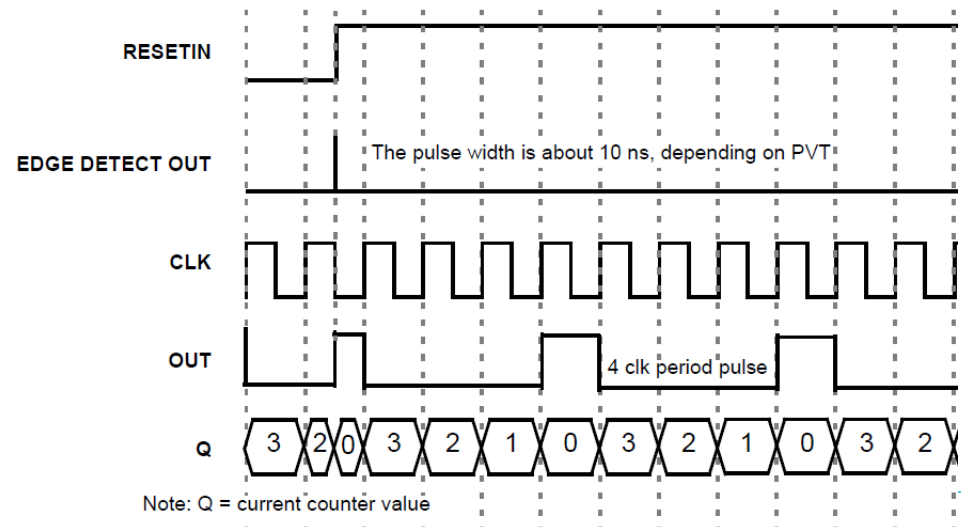 RESETIN
EDGE DETECT OUT
The pulse width is about 10 ns, depending on PVT
CLK
OUT
4 clk period pulse
Q
3 2 0 3 2 1 0 3 2 1 0 3 2
Note: Q = current counter value